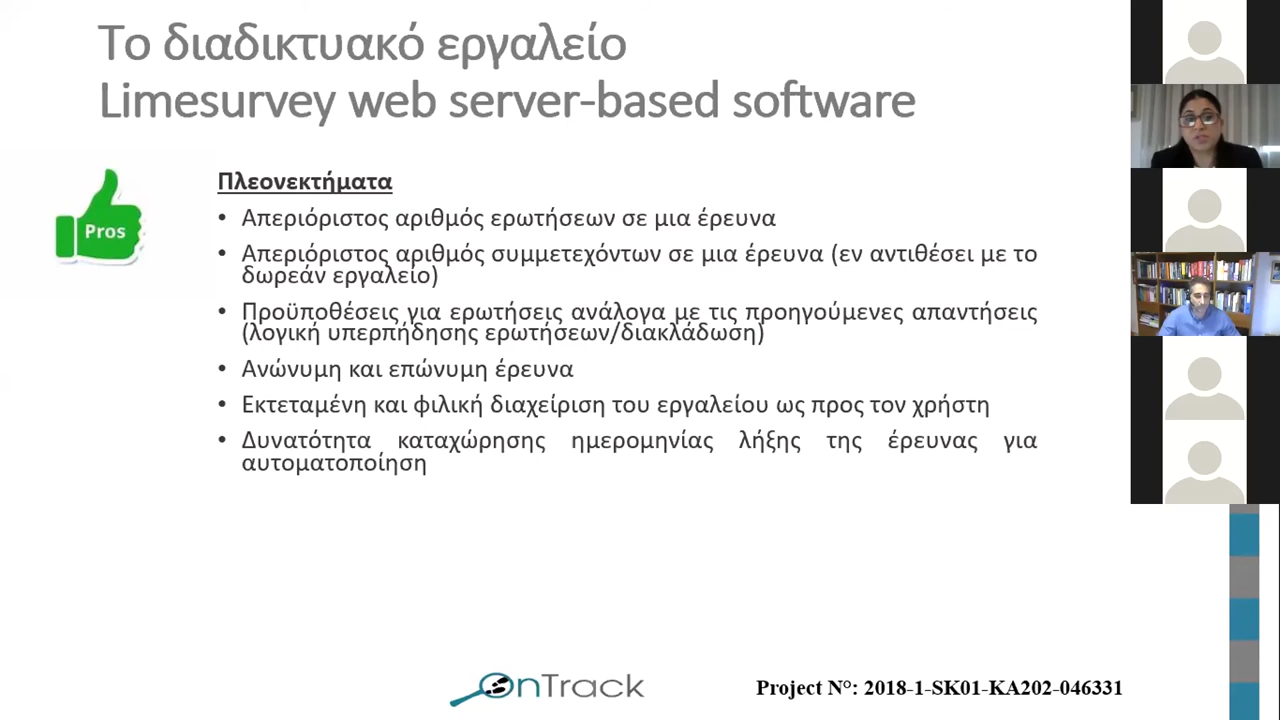 Το διαδικτυακό εργαλείο
Limesurvey web server-based software
Pros
Πλεονεκτήματα
• Απεριόριστος αριθμός ερωτήσεων σε μια έρευνα
• Απεριόριστος αριθμός συμμετεχόντων σε μια έρευνα (εν αντιθέσει με το
δωρεάν εργαλείο)
• Προϋποθέσεις για ερωτήσεις ανάλογα με τις προηγούμενες απαντήσεις
(λογική υπερπήδησης ερωτήσεων/διακλάδωση)
• Ανώνυμη και επώνυμη έρευνα
• Εκτεταμένη και φιλική διαχείριση του εργαλείου ως προς τον χρήστη
• Δυνατότητα καταχώρησης ημερομηνίας λήξης της έρευνας για
αυτοματοποίηση
OnTrack
Project N°: 2018-1-SK01-KA202-046331